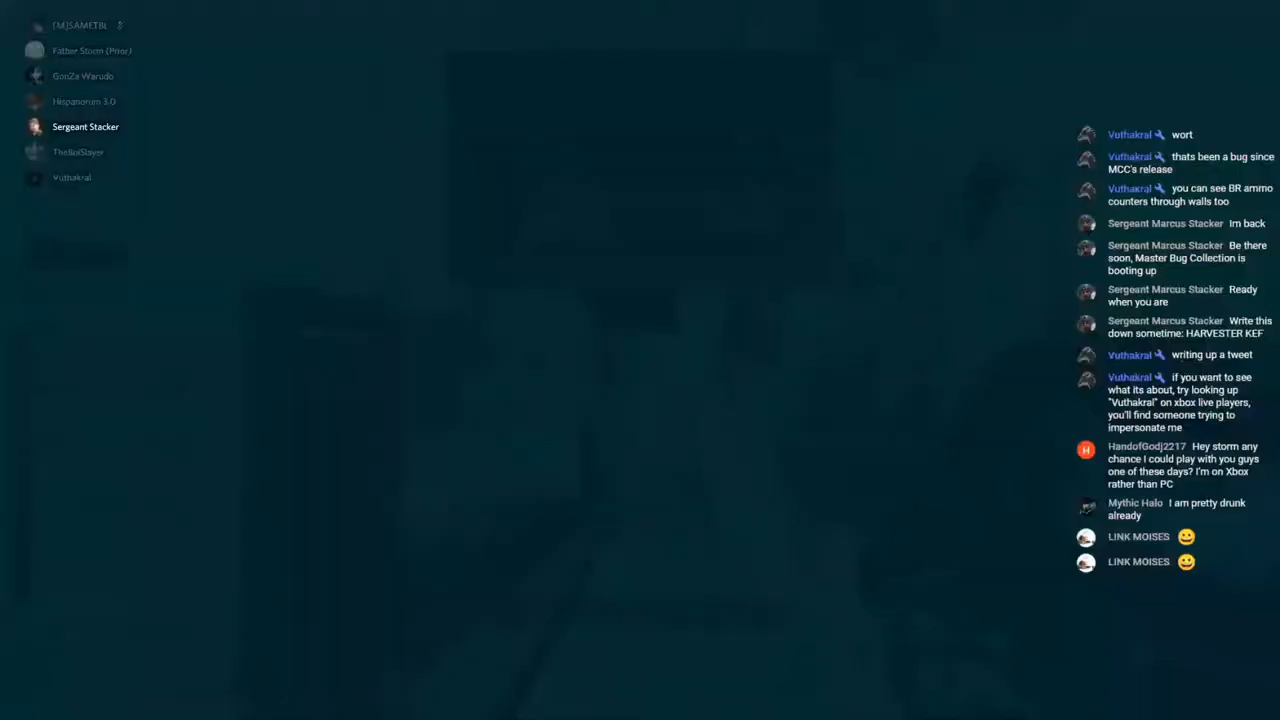 [M]SAMETBL
Father Storm (Prior)
GonZa Warudo
Hispanorum 3.0
Sergeant Stacker
Vuthakral
Vuthakral wort
Vuthakral thats been a bug since
MCC's release
Vuthakral you can see BR ammo
counters through walls too
Sergeant Marcus Stacker Im back
Sergeant Marcus Stacker Be there
soon, Master Bug Collection is
booting up
Sergeant Marcus Stacker Ready
when you are
Sergeant Marcus Stacker Write this
down sometime: HARVESTER KEF
Vuthakral writing up a tweet
Vuthakral if you want to see
what its about, try looking up
"Vuthakral" on xbox live players,
you'll find someone trying to
impersonate me
H HandofGodj2217 Hey storm any
chance I could play with you guys
one of these days? I'm on Xbox
rather than PC
Mythic Halo I am pretty drunk
already
LINK MOISES 😀
LINK MOISES 😀